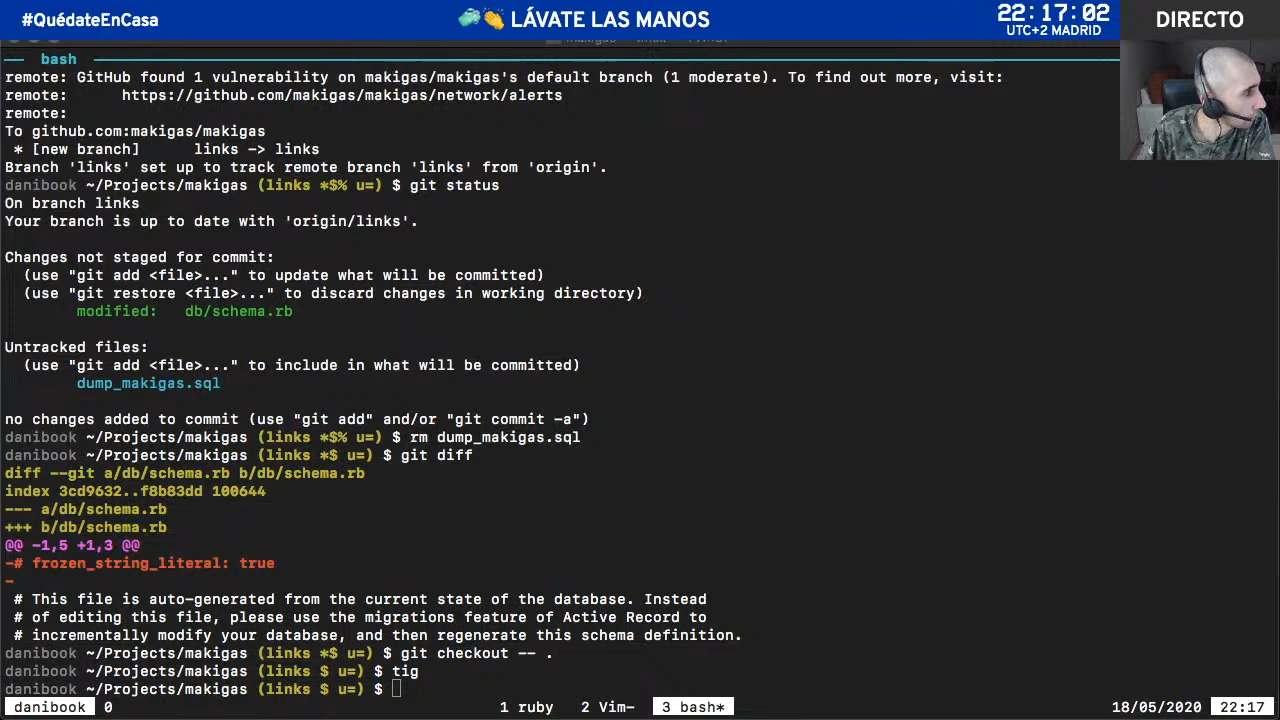 #QuédateEnCasa
LÁVATE LAS MANOS
22:17:02
UTC+2 MADRID
DIRECTO
bash
remote: GitHub found 1 vulnerability on makigas/makigas's default branch (1 moderate). To find out more, visit:
remote:      https://github.com/makigas/makigas/network/alerts
remote:
To github.com:makigas/makigas
 * [new branch]      links -> links
Branch 'links' set up to track remote branch 'links' from 'origin'.
danibook ~/Projects/makigas (links *$% u=) $ git status
On branch links
Your branch is up to date with 'origin/links'.
Changes not staged for commit:
  (use "git add <file>..." to update what will be committed)
  (use "git restore <file>..." to discard changes in working directory)
        modified:   db/schema.rb
Untracked files:
  (use "git add <file>..." to include in what will be committed)
        dump_makigas.sql
no changes added to commit (use "git add" and/or "git commit -a")
danibook ~/Projects/makigas (links *$% u=) $ rm dump_makigas.sql
danibook ~/Projects/makigas (links *$ u=) $ git diff
diff --git a/db/schema.rb b/db/schema.rb
index 3cd9632..f8b83dd 100644
--- a/db/schema.rb
+++ b/db/schema.rb
@@ -1,5 +1,3 @@
-# frozen_string_literal: true
-
 # This file is auto-generated from the current state of the database. Instead
 # of editing this file, please use the migrations feature of Active Record to
 # incrementally modify your database, and then regenerate this schema definition.
danibook ~/Projects/makigas (links *$ u=) $ git checkout -- .
danibook ~/Projects/makigas (links $ u=) $ tig
danibook ~/Projects/makigas (links $ u=) $
danibook 0 1 ruby 2 Vim- 3 bash* 18/05/2020 22:17